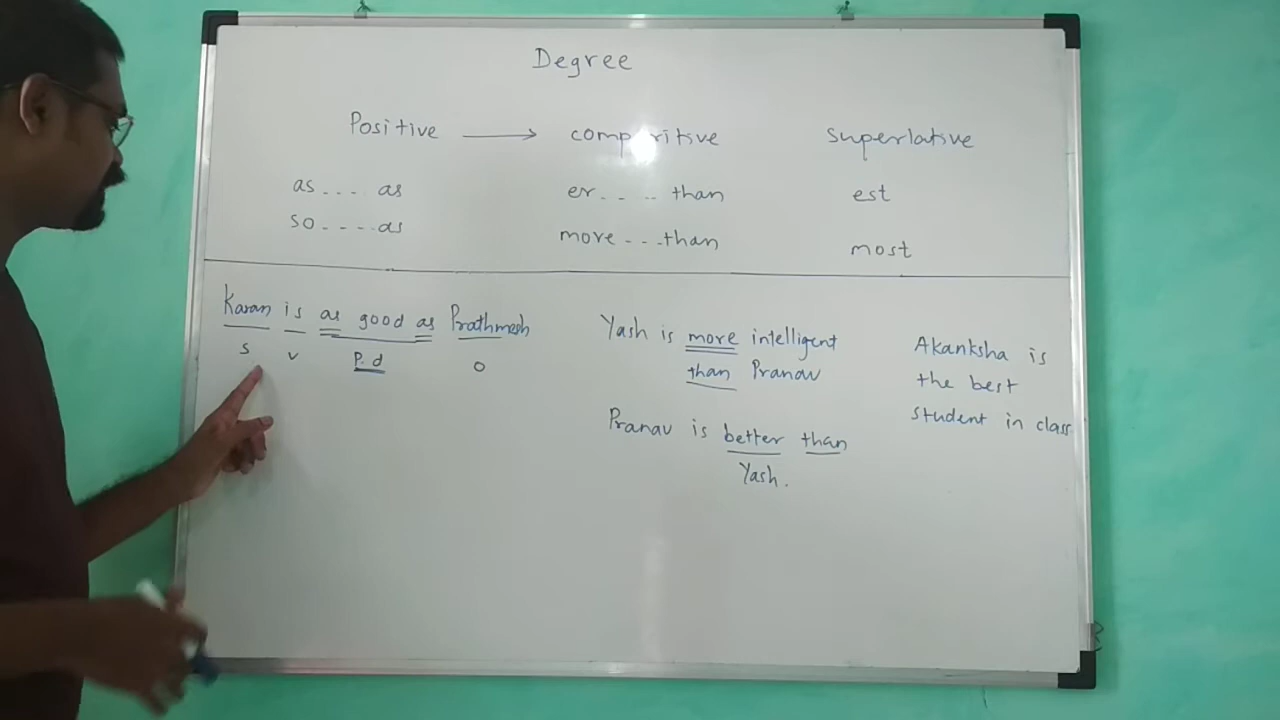 Degree
Positive → comparitive superlative
as.... as er.... than est
so....as more...than most
Karan is as good as Prathmesh
S v P.d O
Yash is more intelligent
than Pranav
Pranav is better than
Yash.
Akanksha is
the best
student in class